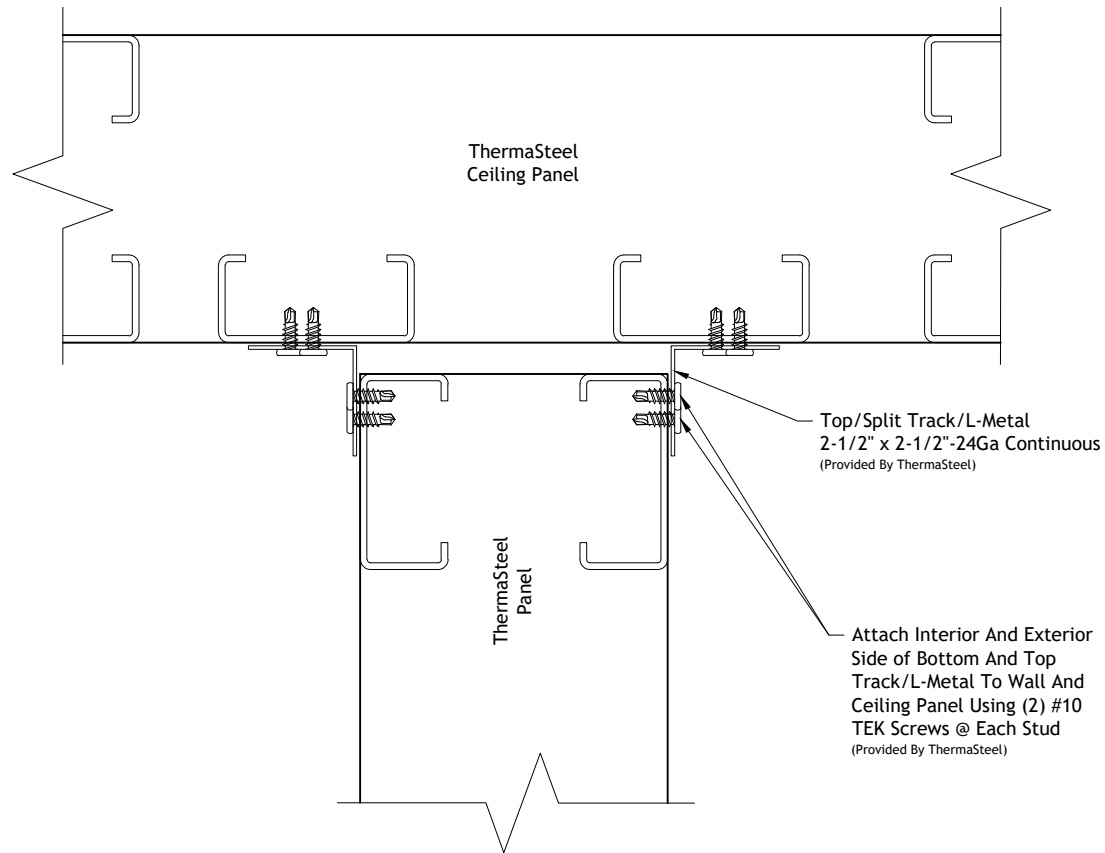 ThermaSteel
Ceiling Panel
Top/Split Track/L-Metal
2-1/2" x 2-1/2"-24Ga Continuous
(Provided By ThermaSteel)
ThermaSteel
Panel
Attach Interior And Exterior
Side of Bottom And Top
Track/L-Metal To Wall And
Ceiling Panel Using (2) #10
TEK Screws @ Each Stud
(Provided By ThermaSteel)